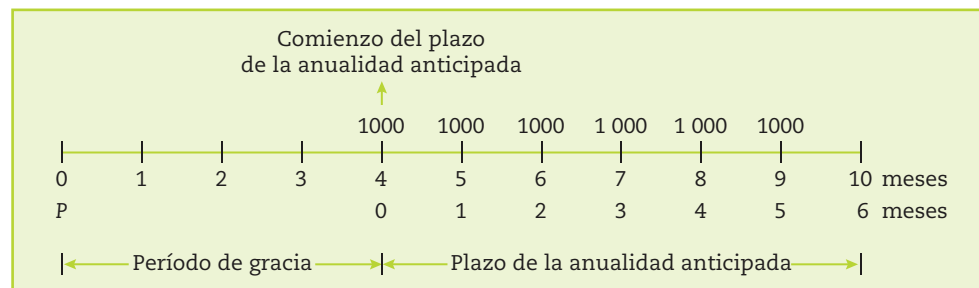 Comienzo del plazo
de la anualidad anticipada
1000 1000 1000 1 000 1 000 1000
0 1 2 3 4 5 6 7 8 9 10 meses
P 0 1 2 3 4 5 6 meses
Período de gracia Plazo de la anualidad anticipada